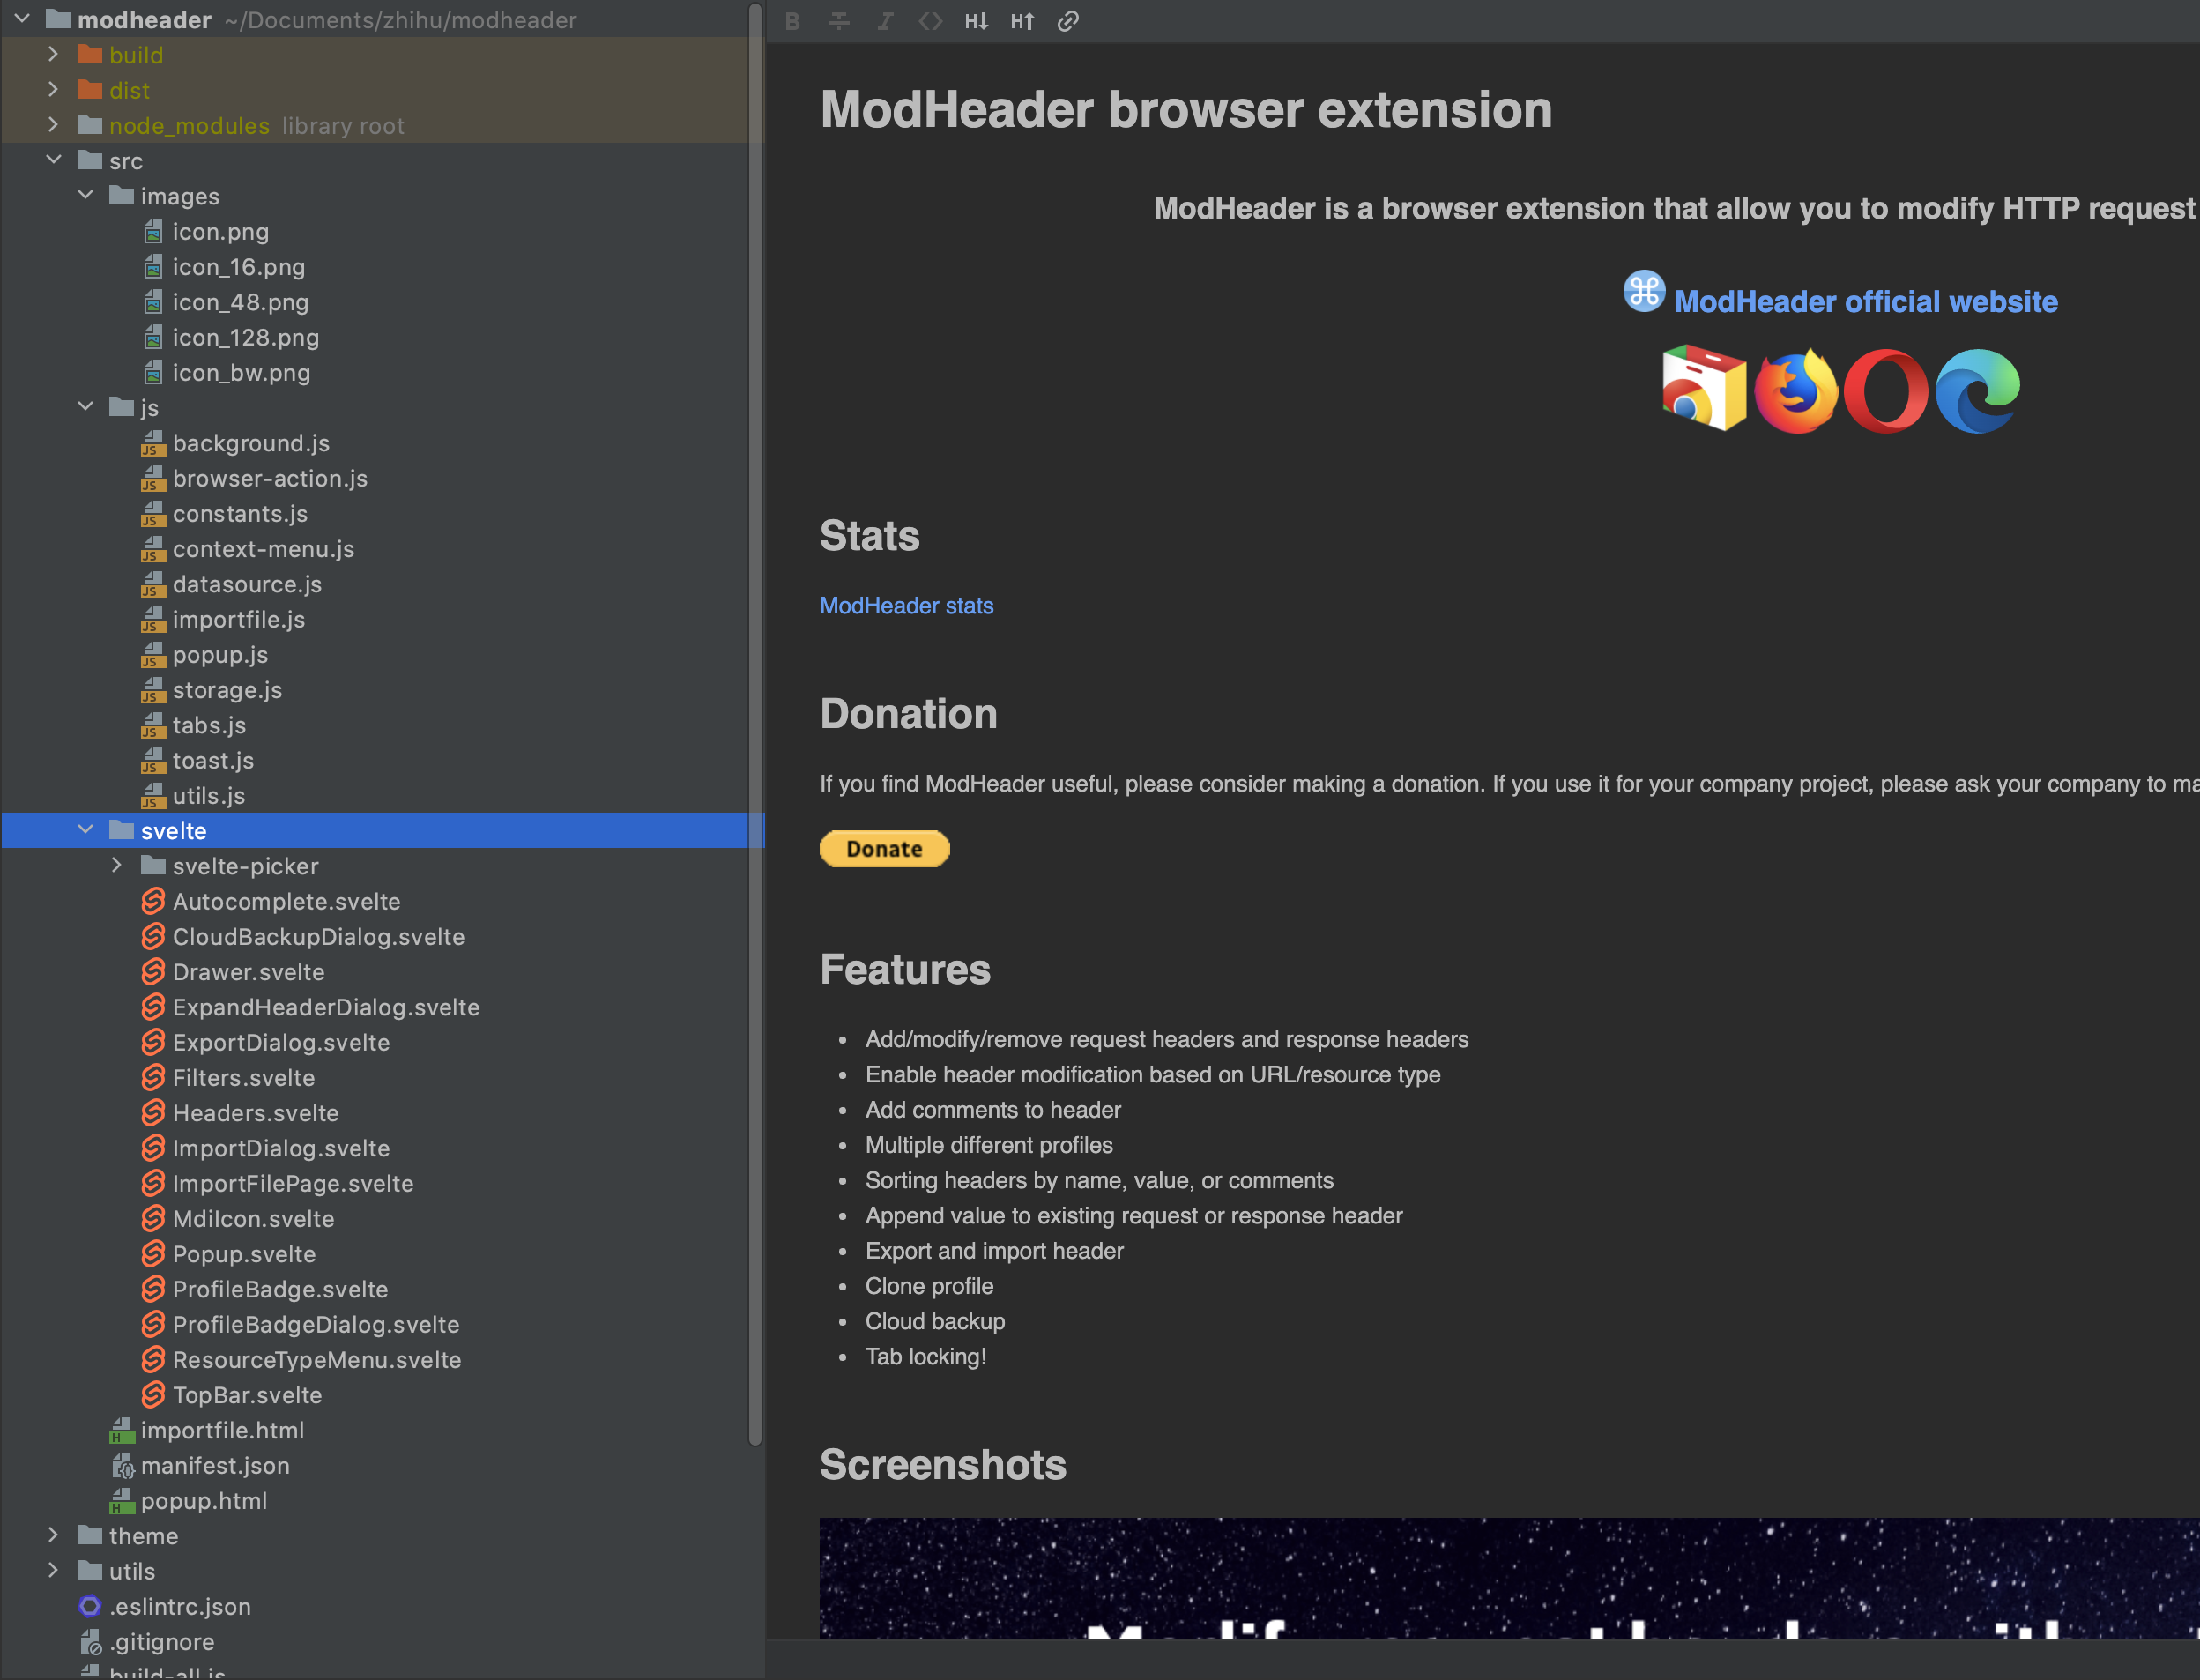 modheader ~/Documents/zhihu/modheader
build
dist
node_modules library root
src
images
icon.png
icon_16.png
icon_48.png
icon_128.png
icon_bw.png
js
background.js
browser-action.js
constants.js
context-menu.js
datasource.js
importfile.js
popup.js
storage.js
tabs.js
toast.js
utils.js
svelte
svelte-picker
Autocomplete.svelte
CloudBackupDialog.svelte
Drawer.svelte
ExpandHeaderDialog.svelte
ExportDialog.svelte
Filters.svelte
Headers.svelte
ImportDialog.svelte
ImportFilePage.svelte
MdiIcon.svelte
Popup.svelte
ProfileBadge.svelte
ProfileBadgeDialog.svelte
ResourceTypeMenu.svelte
TopBar.svelte
importfile.html
manifest.json
popup.html
theme
utils
.eslintrc.json
.gitignore
build-all.js
B I <> H↓ H↑
ModHeader browser extension
ModHeader is a browser extension that allow you to modify HTTP request
ModHeader official website
Stats
ModHeader stats
Donation
If you find ModHeader useful, please consider making a donation. If you use it for your company project, please ask your company to ma
Donate
Features
• Add/modify/remove request headers and response headers
• Enable header modification based on URL/resource type
• Add comments to header
• Multiple different profiles
• Sorting headers by name, value, or comments
• Append value to existing request or response header
• Export and import header
• Clone profile
• Cloud backup
• Tab locking!
Screenshots
Modify request headers with